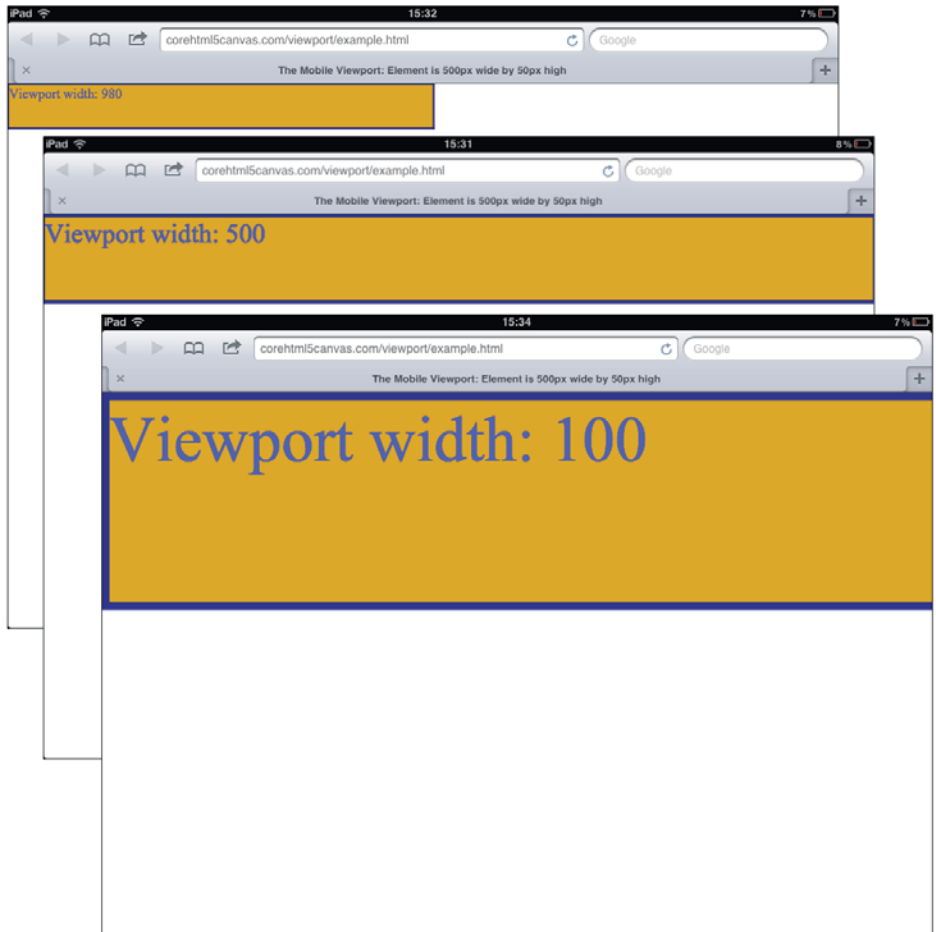 iPad 15:32 7%
corehtml5canvas.com/viewport/example.html Google
× The Mobile Viewport: Element is 500px wide by 50px high +
Viewport width: 980
iPad 15:31 8%
corehtml5canvas.com/viewport/example.html Google
× The Mobile Viewport: Element is 500px wide by 50px high +
Viewport width: 500
iPad 15:34 7%
corehtml5canvas.com/viewport/example.html Google
× The Mobile Viewport: Element is 500px wide by 50px high +
Viewport width: 100